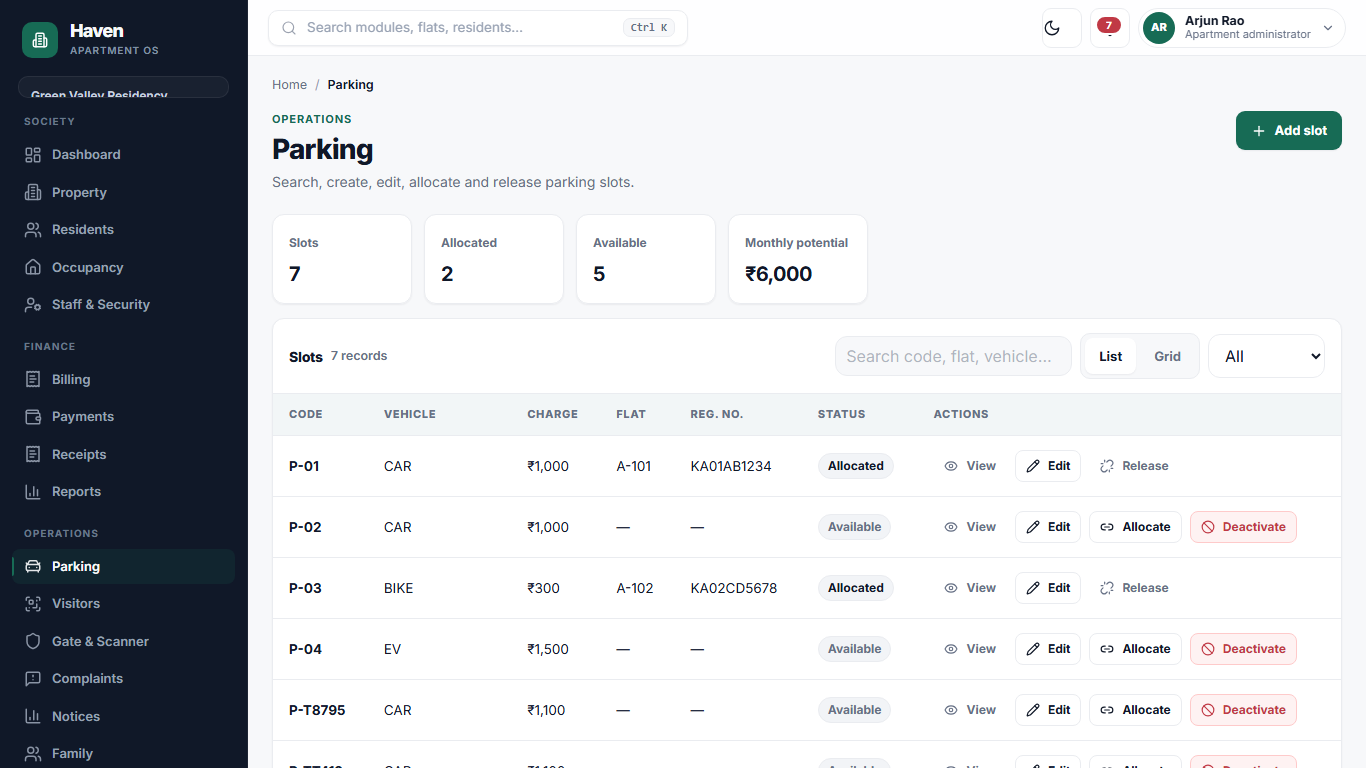 Haven
APARTMENT OS
Green Valley Residency
SOCIETY
Dashboard
Property
Residents
Occupancy
Staff & Security
FINANCE
Billing
Payments
Receipts
Reports
OPERATIONS
Parking
Visitors
Gate & Scanner
Complaints
Notices
Family
Search modules, flats, residents...
Ctrl K
7
AR
Arjun Rao
Apartment administrator
Home / Parking
OPERATIONS
Parking
Search, create, edit, allocate and release parking slots.
+ Add slot
Slots
7
Allocated
2
Available
5
Monthly potential
₹6,000
Slots 7 records
Search code, flat, vehicle...
List Grid
All
CODE VEHICLE CHARGE FLAT REG. NO. STATUS ACTIONS
P-01 CAR ₹1,000 A-101 KA01AB1234 Allocated View Edit Release
P-02 CAR ₹1,000 — — Available View Edit Allocate Deactivate
P-03 BIKE ₹300 A-102 KA02CD5678 Allocated View Edit Release
P-04 EV ₹1,500 — — Available View Edit Allocate Deactivate
P-T8795 CAR ₹1,100 — — Available View Edit Allocate Deactivate